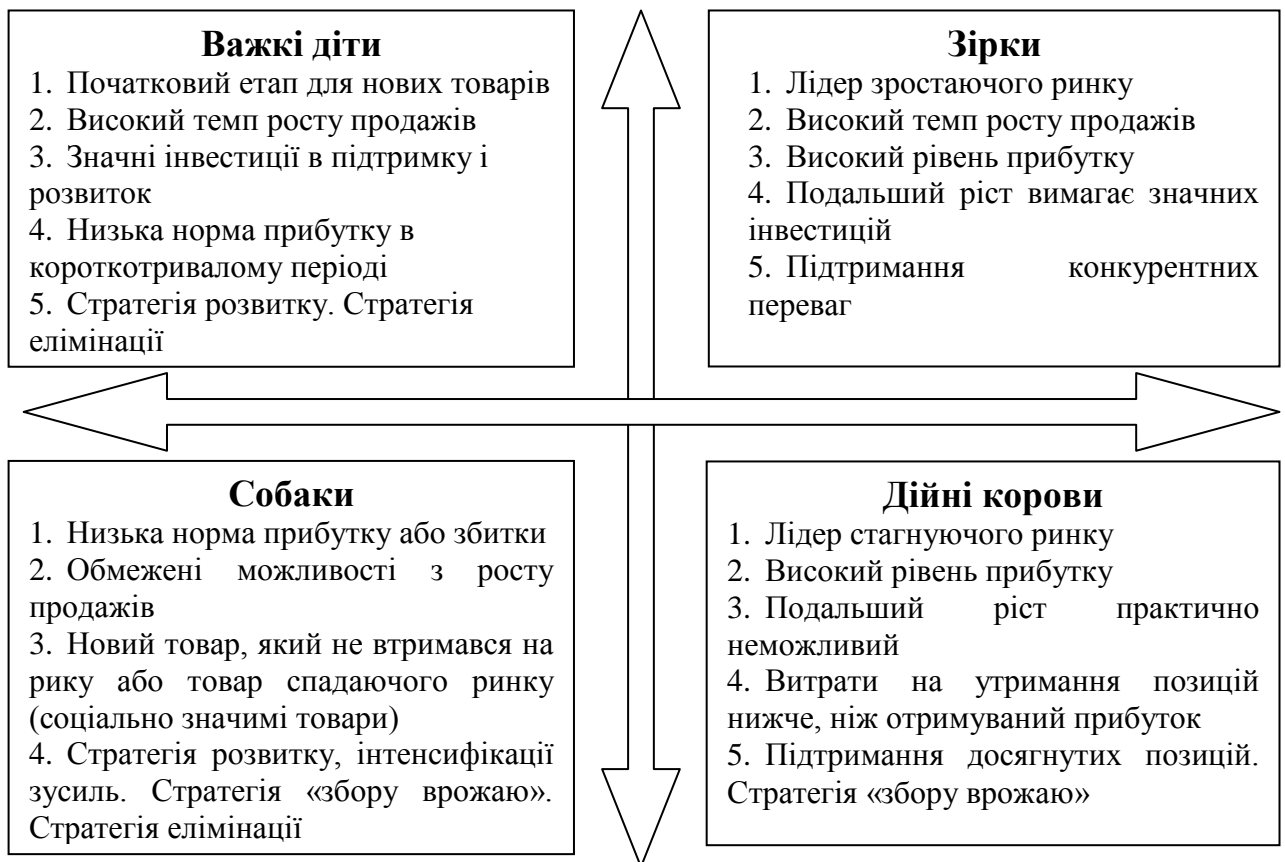 Важкі діти
1. Початковий етап для нових товарів
2. Високий темп росту продажів
3. Значні інвестиції в підтримку і
розвиток
4. Низька норма прибутку в
короткотривалому періоді
5. Стратегія розвитку. Стратегія
елімінації
Зірки
1. Лідер зростаючого ринку
2. Високий темп росту продажів
3. Високий рівень прибутку
4. Подальший ріст вимагає значних
інвестицій
5. Підтримання конкурентних
переваг
Собаки
1. Низька норма прибутку або збитки
2. Обмежені можливості з росту
продажів
3. Новий товар, який не втримався на
рику або товар спадаючого ринку
(соціально значимі товари)
4. Стратегія розвитку, інтенсифікації
зусиль. Стратегія «збору врожаю».
Стратегія елімінації
Дійні корови
1. Лідер стагнуючого ринку
2. Високий рівень прибутку
3. Подальший ріст практично
неможливий
4. Витрати на утримання позицій
нижче, ніж отримуваний прибуток
5. Підтримання досягнутих позицій.
Стратегія «збору врожаю»